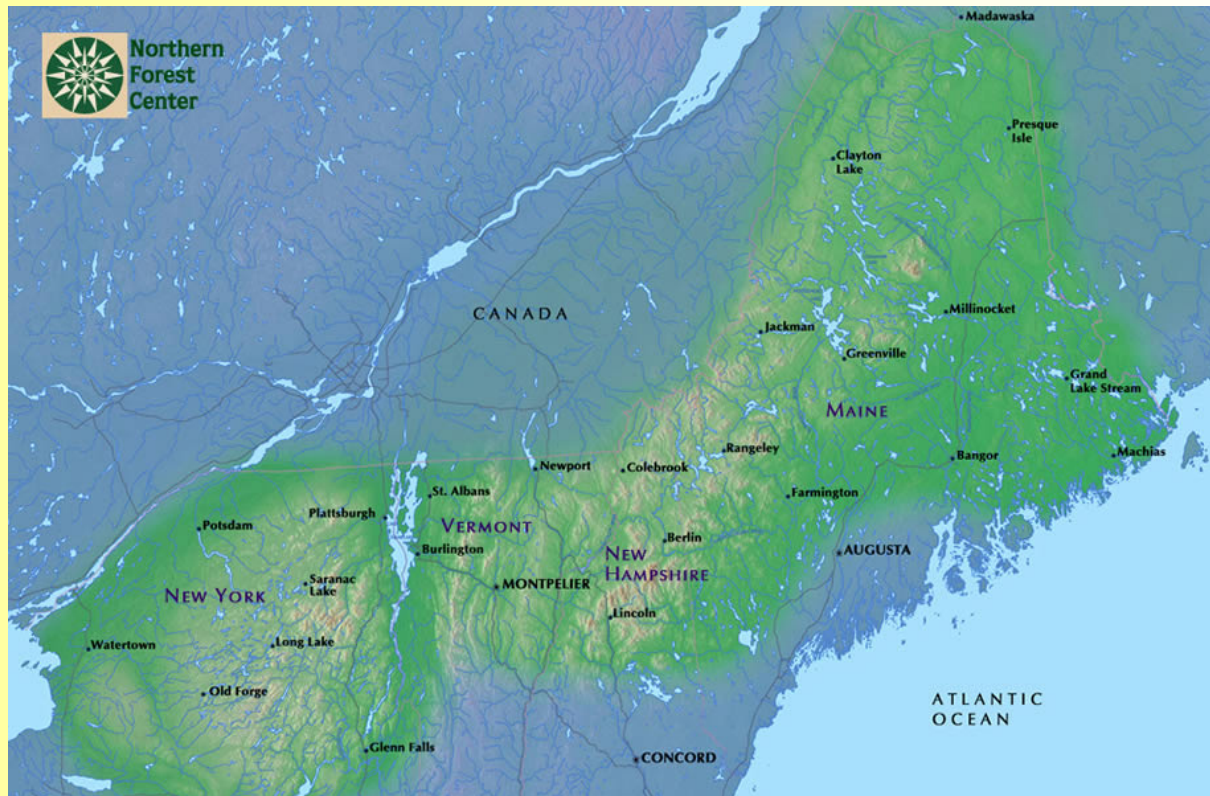 Northern
Forest
Center
Madawaska
Presque
Isle
Clayton
Lake
CANADA
Millinocket
Jackman
Greenville
Grand
Lake Stream
MAINE
Rangeley
Newport
Colebrook
Bangor
Machias
St. Albans
Farmington
Plattsburgh
Potsdam
VERMONT
Berlin
Burlington
NEW
HAMPSHIRE
AUGUSTA
Saranac
Lake
MONTPELIER
NEW YORK
Lincoln
Watertown
Long Lake
Old Forge
ATLANTIC
OCEAN
Glenn Falls
CONCORD